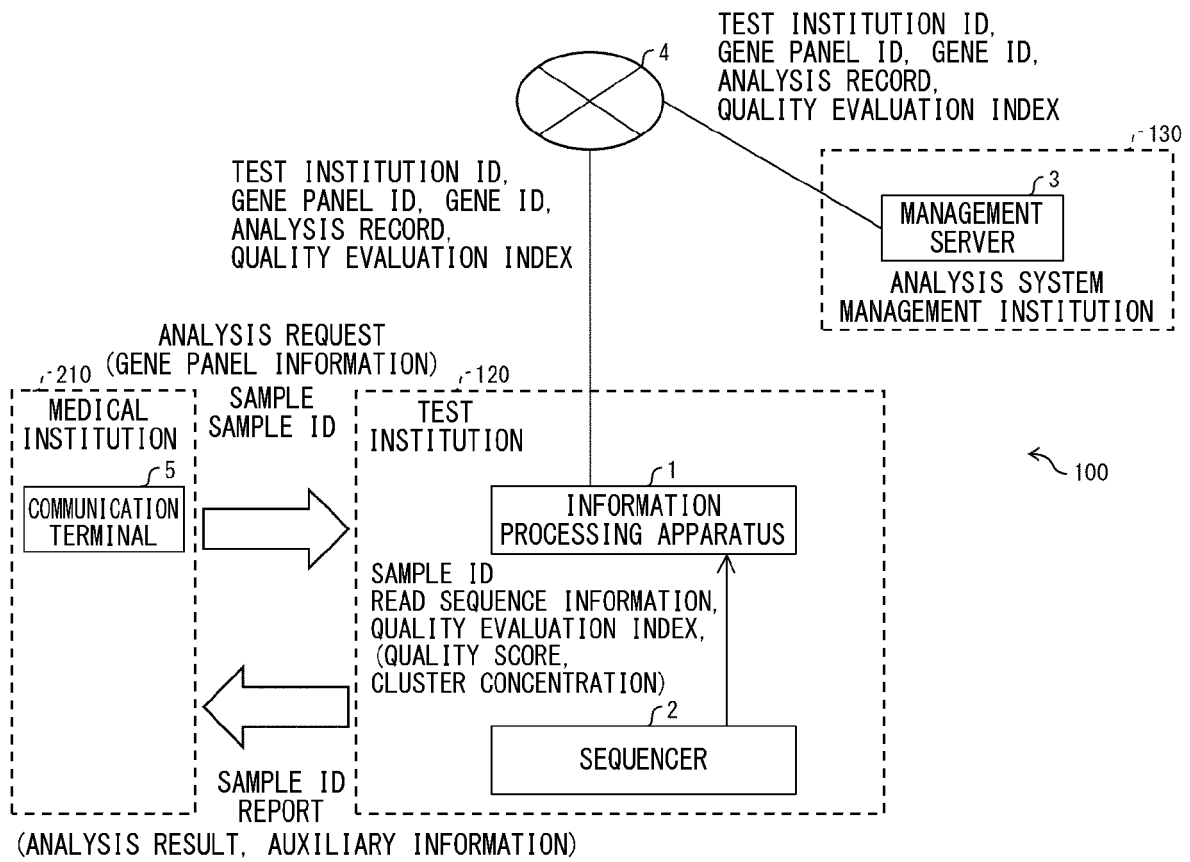 TEST INSTITUTION ID,
GENE PANEL ID, GENE ID,
ANALYSIS RECORD,
QUALITY EVALUATION INDEX
4
130
3
MANAGEMENT
SERVER
ANALYSIS SYSTEM
MANAGEMENT INSTITUTION
TEST INSTITUTION ID,
GENE PANEL ID, GENE ID,
ANALYSIS RECORD,
QUALITY EVALUATION INDEX
ANALYSIS REQUEST
(GENE PANEL INFORMATION)
SAMPLE
SAMPLE ID
210
MEDICAL
INSTITUTION
5
COMMUNICATION
TERMINAL
120
TEST
INSTITUTION
1
INFORMATION
PROCESSING APPARATUS
100
SAMPLE ID
READ SEQUENCE INFORMATION,
QUALITY EVALUATION INDEX,
(QUALITY SCORE,
CLUSTER CONCENTRATION)
2
SEQUENCER
SAMPLE ID
REPORT
(ANALYSIS RESULT, AUXILIARY INFORMATION)